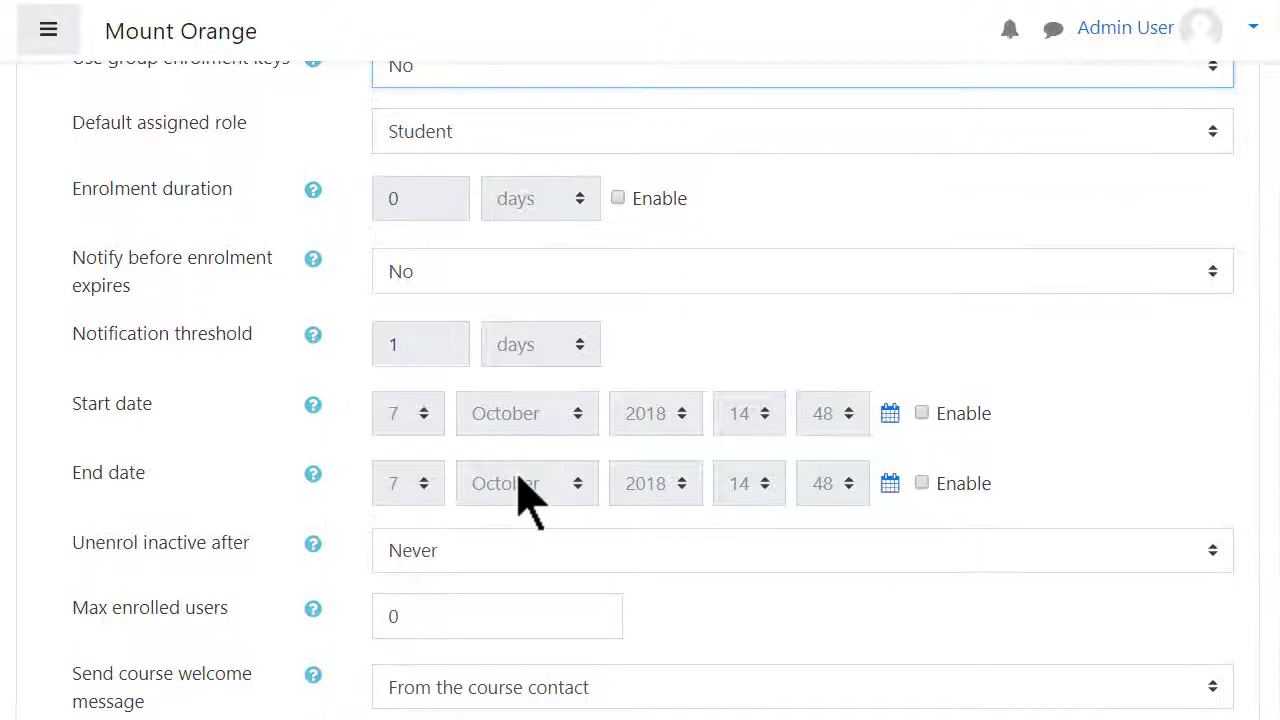 Mount Orange
Admin User
Use group enrolment keys
No
Default assigned role
Student
Enrolment duration
0 days Enable
Notify before enrolment
expires
No
Notification threshold
1 days
Start date
7 October 2018 14 48 Enable
End date
7 October 2018 14 48 Enable
Unenrol inactive after
Never
Max enrolled users
0
Send course welcome
message
From the course contact